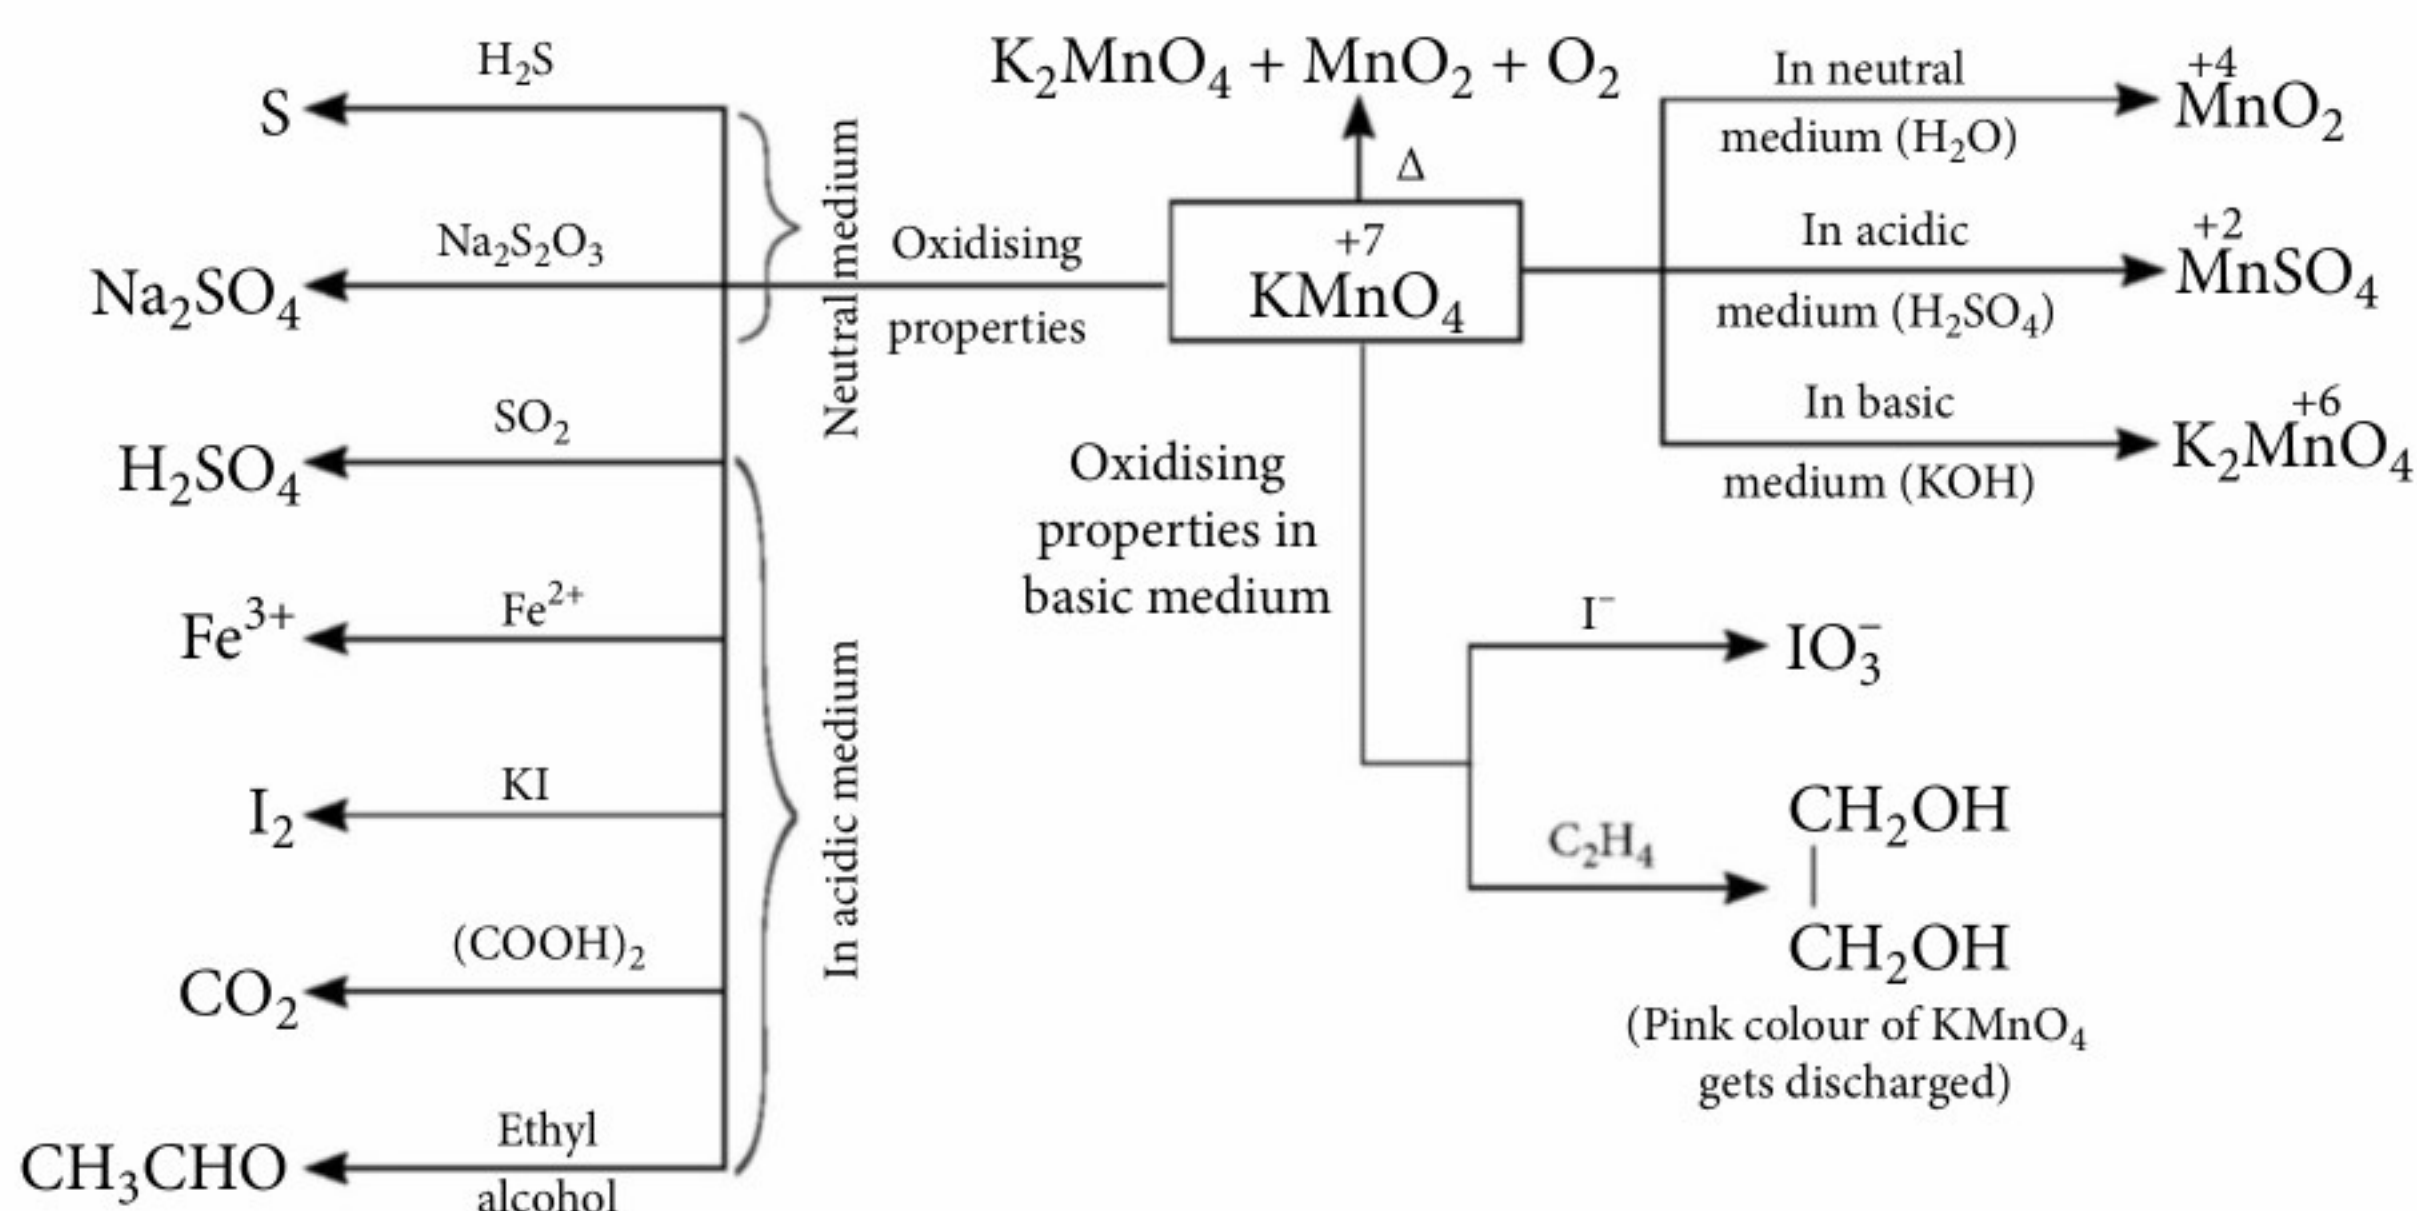 H₂S
S
Na₂S₂O₃
Na₂SO₄
SO₂
H₂SO₄
Fe²⁺
Fe³⁺
KI
I₂
(COOH)₂
CO₂
Ethyl
alcohol
CH₃CHO
Neutral medium
In acidic medium
Oxidising
properties
K₂MnO₄ + MnO₂ + O₂
Δ
+7
KMnO₄
In neutral
medium (H₂O)
+4
MnO₂
In acidic
medium (H₂SO₄)
+2
MnSO₄
In basic
medium (KOH)
+6
K₂MnO₄
Oxidising
properties in
basic medium
I⁻
IO₃⁻
C₂H₄
CH₂OH
|
CH₂OH
(Pink colour of KMnO₄
gets discharged)